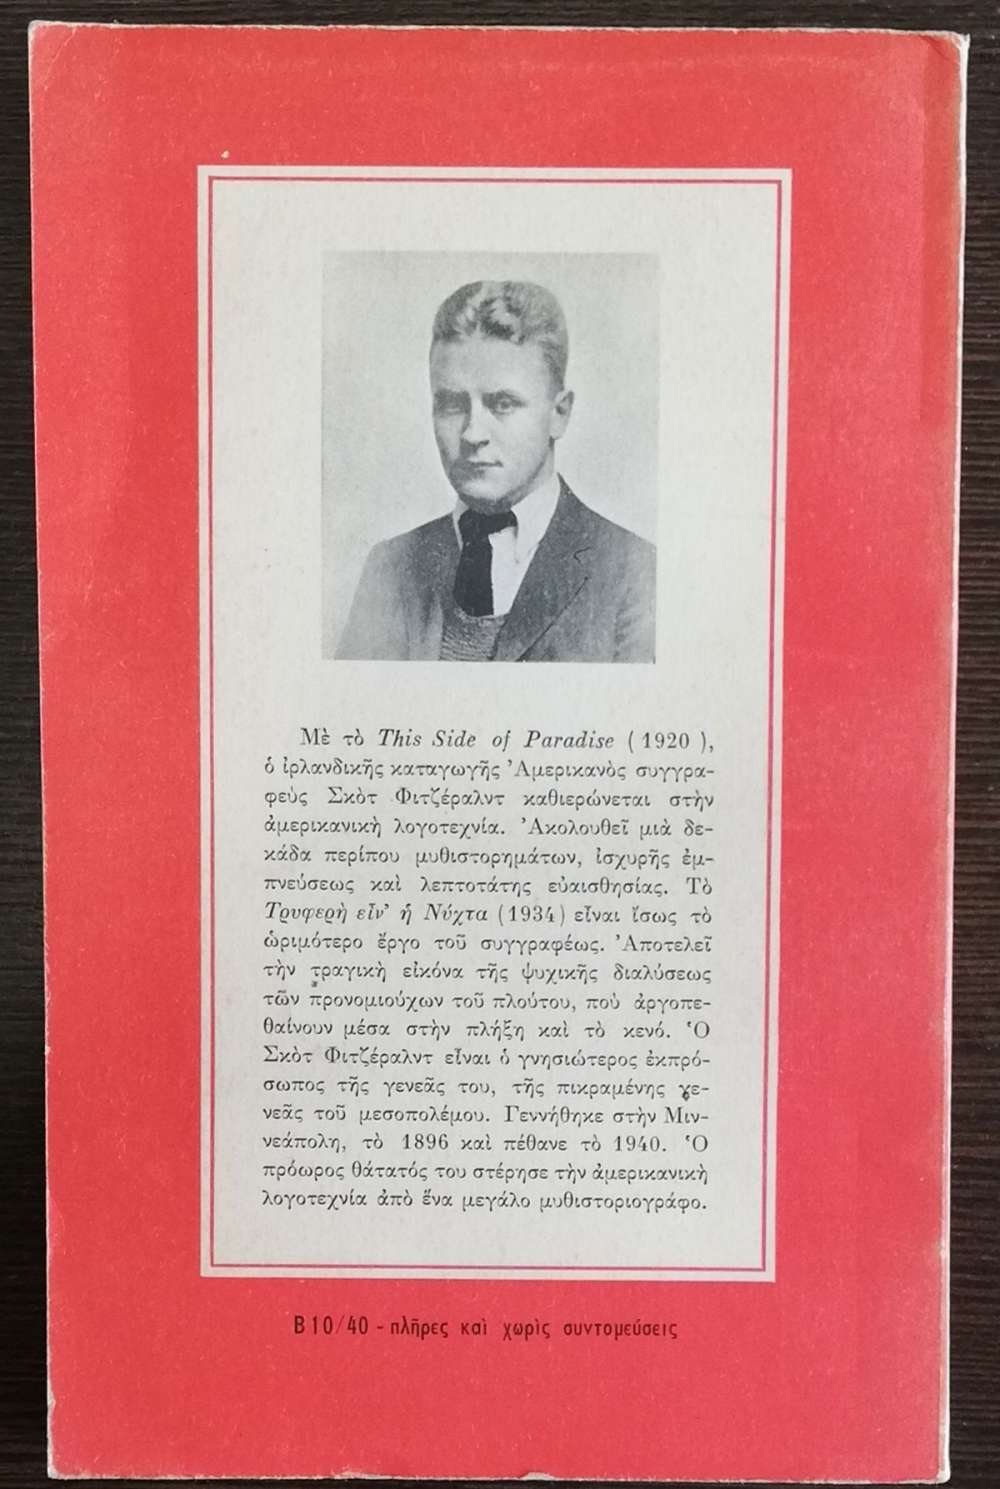 Μὲ τὸ This Side of Paradise ( 1920 ),
ὁ ἰρλανδικῆς καταγωγῆς Ἀμερικανὸς συγγρα-
φεὺς Σκὸτ Φιτζέραλντ καθιερώνεται στὴν
ἀμερικανικὴ λογοτεχνία. Ἀκολουθεῖ μιὰ δε-
κάδα περίπου μυθιστορημάτων, ἰσχυρῆς ἐμ-
πνεύσεως καὶ λεπτοτάτης εὐαισθησίας. Τὸ
Τρυφερὴ εἶν' ἡ Νύχτα (1934) εἶναι ἴσως τὸ
ὡριμότερο ἔργο τοῦ συγγραφέως. Ἀποτελεῖ
τὴν τραγικὴ εἰκόνα τῆς ψυχικῆς διαλύσεως
τῶν προνομιούχων τοῦ πλούτου, ποὺ ἀργοπε-
θαίνουν μέσα στὴν πλήξη καὶ τὸ κενό. Ὁ
Σκὸτ Φιτζέραλντ εἶναι ὁ γνησιώτερος ἐκπρό-
σωπος τῆς γενεᾶς του, τῆς πικραμένης γε-
νεᾶς τοῦ μεσοπολέμου. Γεννήθηκε στὴν Μιν-
νεάπολη, τὸ 1896 καὶ πέθανε τὸ 1940. Ὁ
πρόωρος θάτατός του στέρησε τὴν ἀμερικανικὴ
λογοτεχνία ἀπὸ ἕνα μεγάλο μυθιστοριογράφο.
Β10/40 - πλῆρες καὶ χωρὶς συντομεύσεις